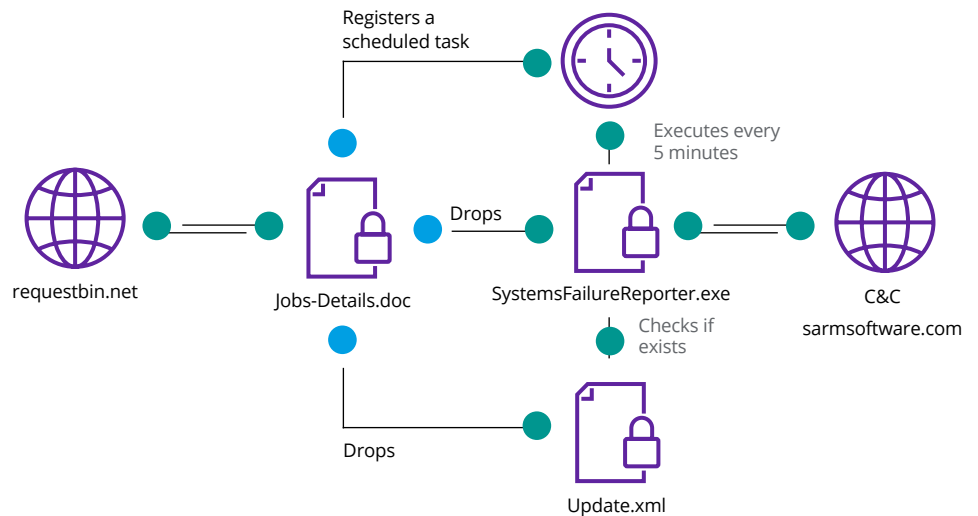 Registers a
scheduled task
Executes every
5 minutes
Drops
requestbin.net
Jobs-Details.doc
SystemsFailureReporter.exe
C&C
sarmsoftware.com
Checks if
exists
Drops
Update.xml